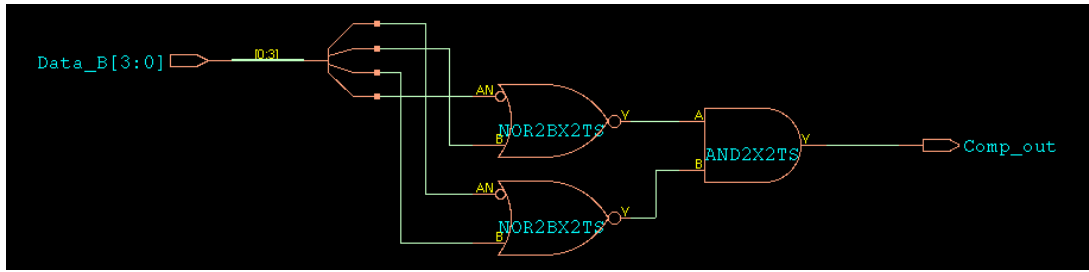 [0:3]
Data_B[3:0]
AN
Y
A
NOR2BX2TS
B
Y
AND2X2TS
Comp_out
B
AN
Y
NOR2BX2TS
B